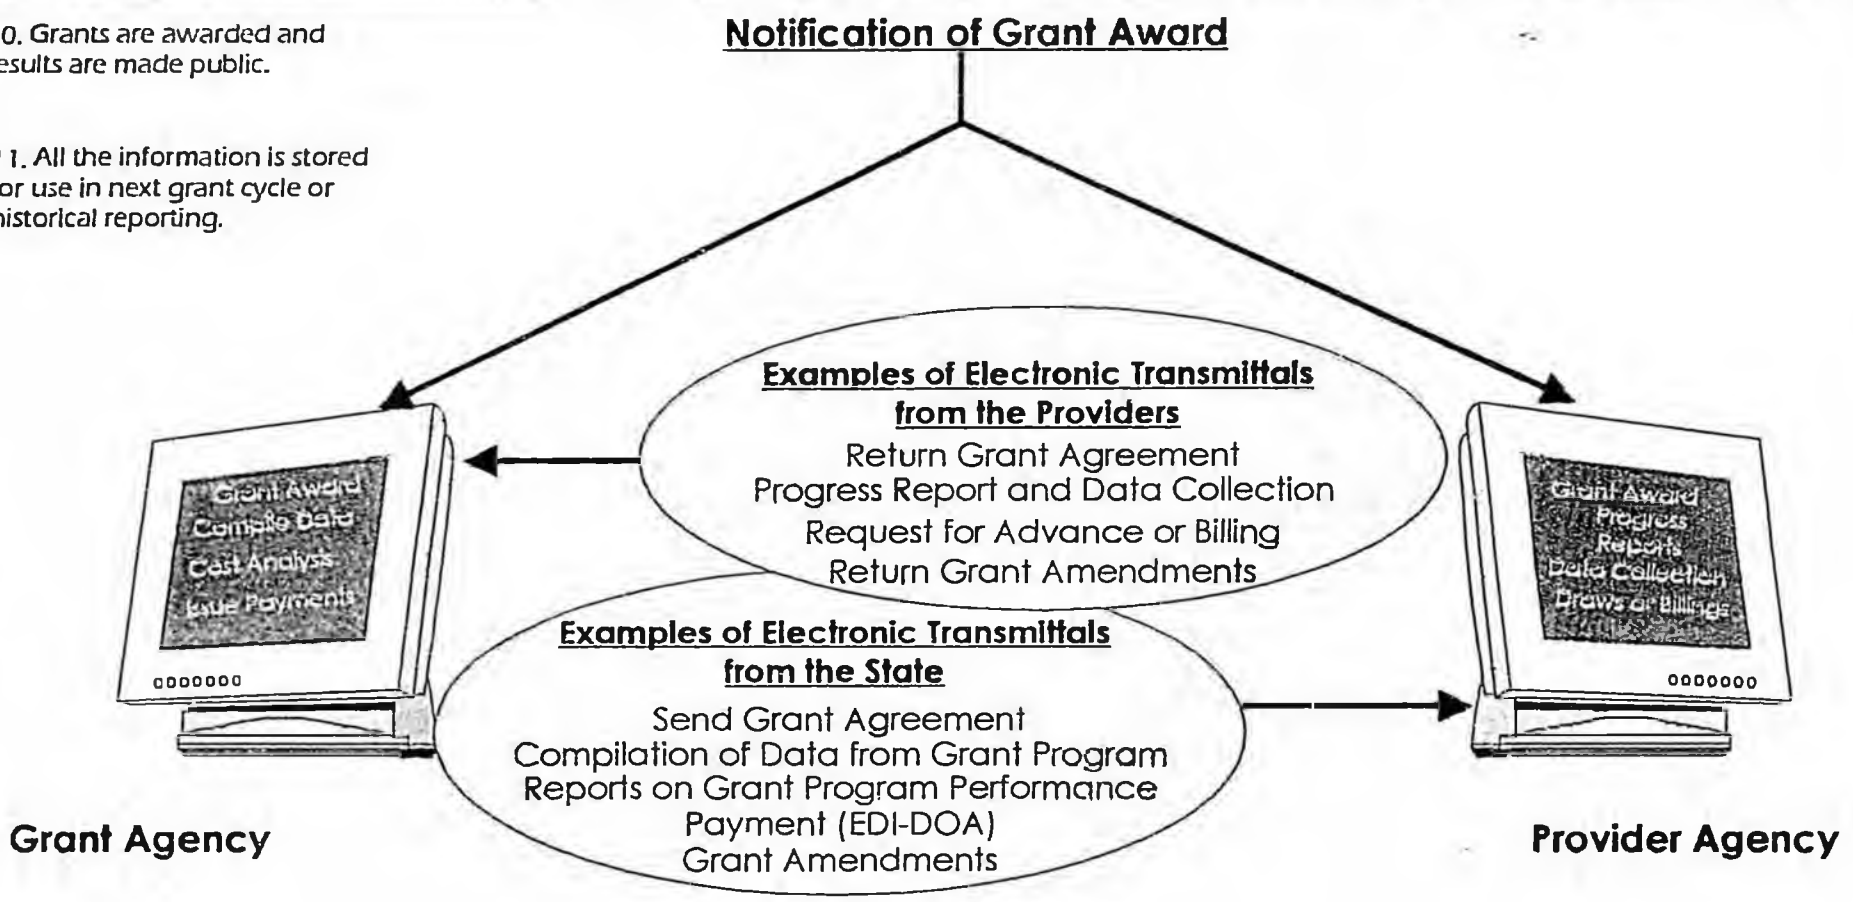 0. Grants are awarded and
esults are made public.
1. All the information is stored
or use in next grant cycle or
historical reporting.
Notification of Grant Award
Examples of Electronic Transmittals
from the Providers
Return Grant Agreement
Progress Report and Data Collection
Request for Advance or Billing
Return Grant Amendments
Grant Award
Compile Data
Cost Analysis
Issue Payments
Grant Award
Progress
Reports
Data Collection
Draws or Billings
Examples of Electronic Transmittals
from the State
Send Grant Agreement
Compilation of Data from Grant Program
Reports on Grant Program Performance
Payment (EDI-DOA)
Grant Amendments
Grant Agency
Provider Agency